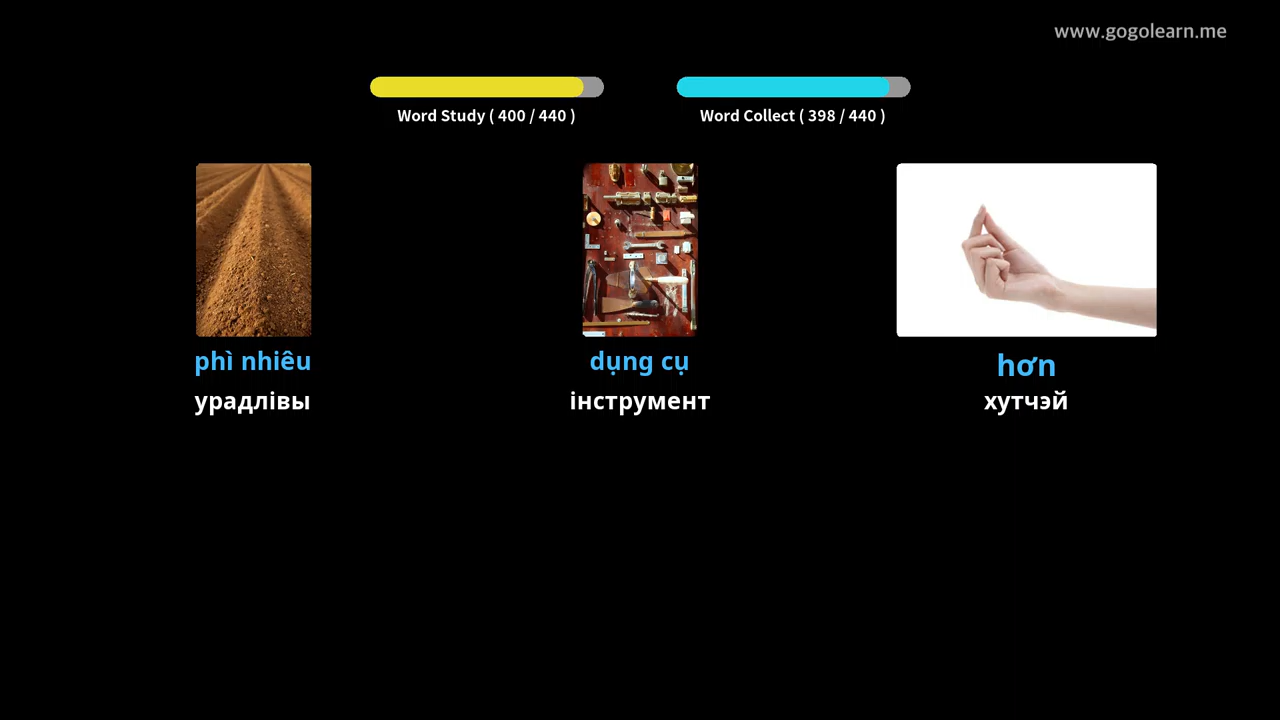 www.gogolearn.me
Word Study ( 400 / 440 )
Word Collect ( 398 / 440 )
phì nhiêu
урадлівы
dụng cụ
інструмент
hơn
хутчэй